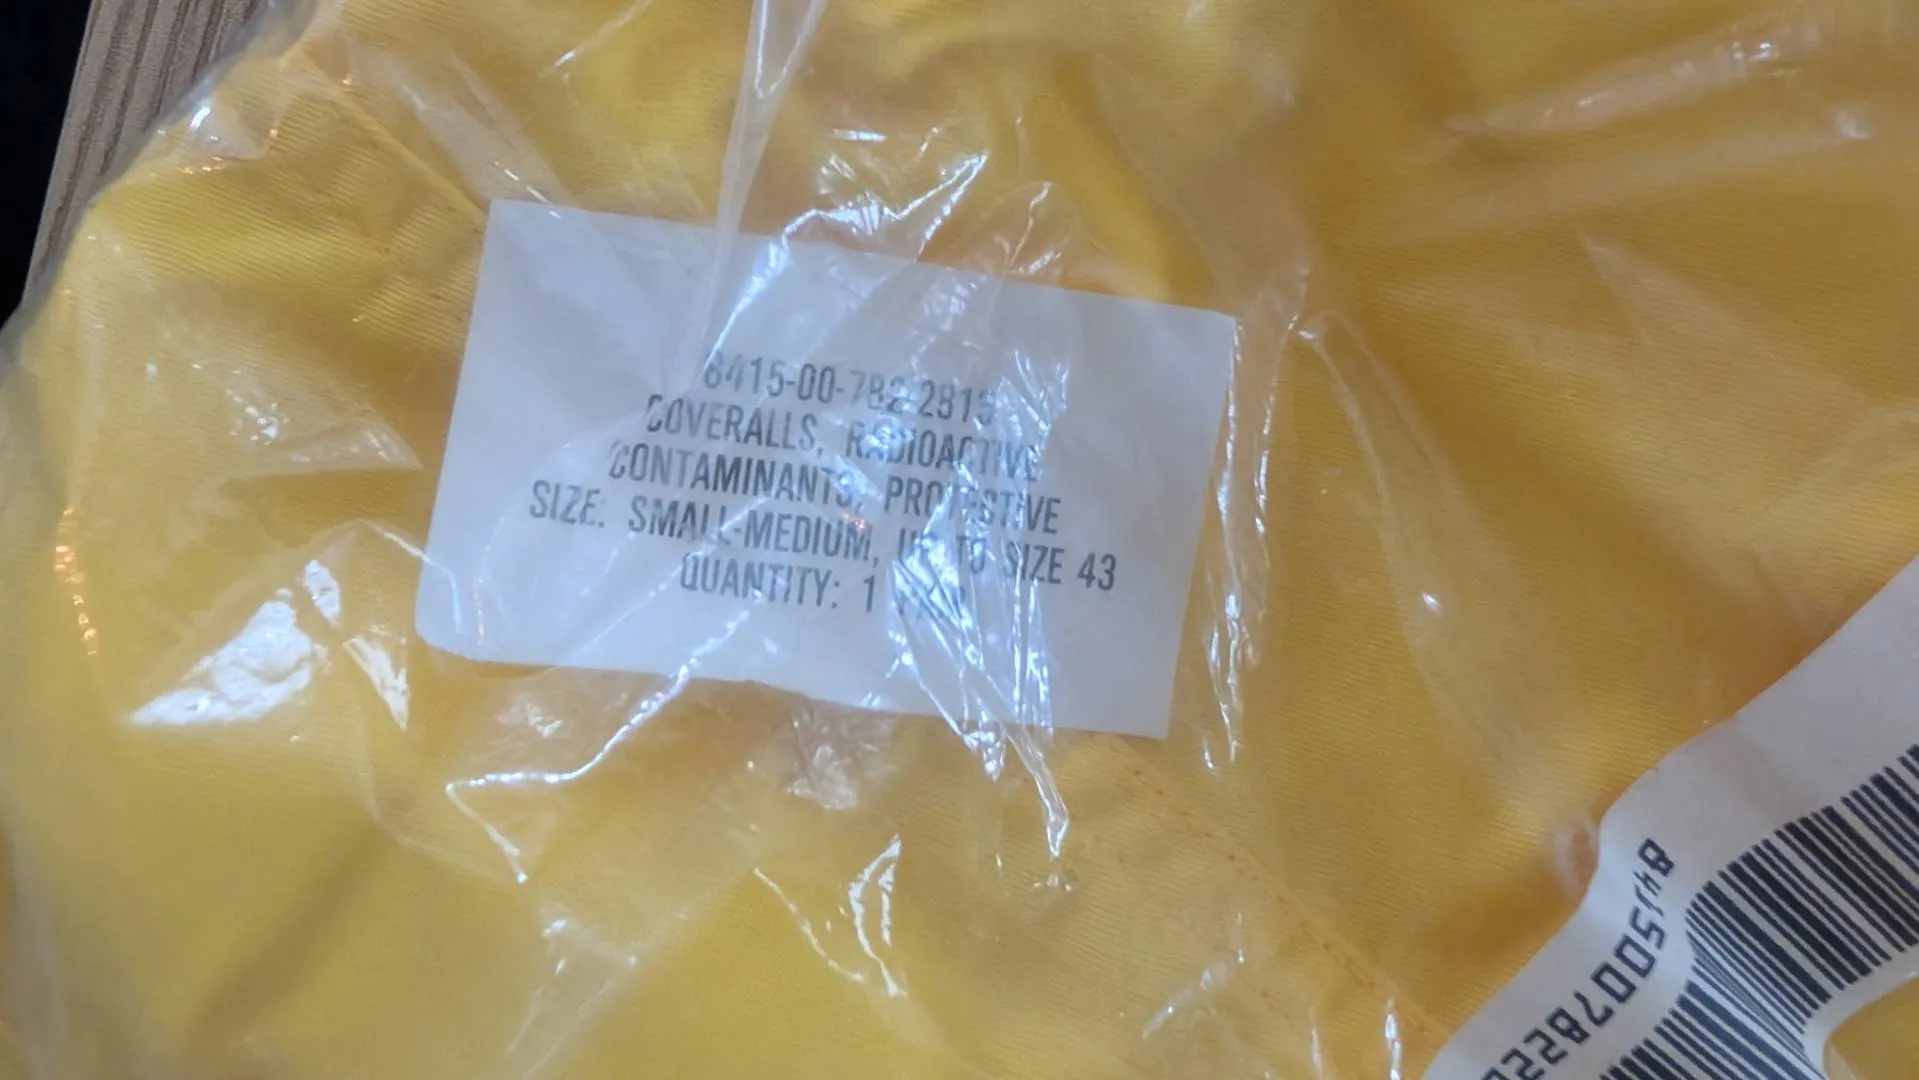 8415-00-782-2815
COVERALLS, RADIOACTIVE
CONTAMINANTS, PROTECTIVE
SIZE: SMALL-MEDIUM, UP TO SIZE 43
QUANTITY: 1